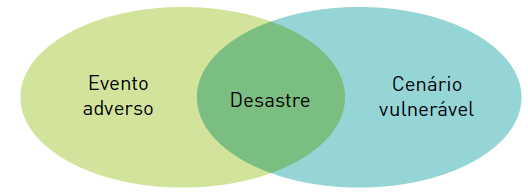 Evento
adverso
Desastre
Cenário
vulnerável